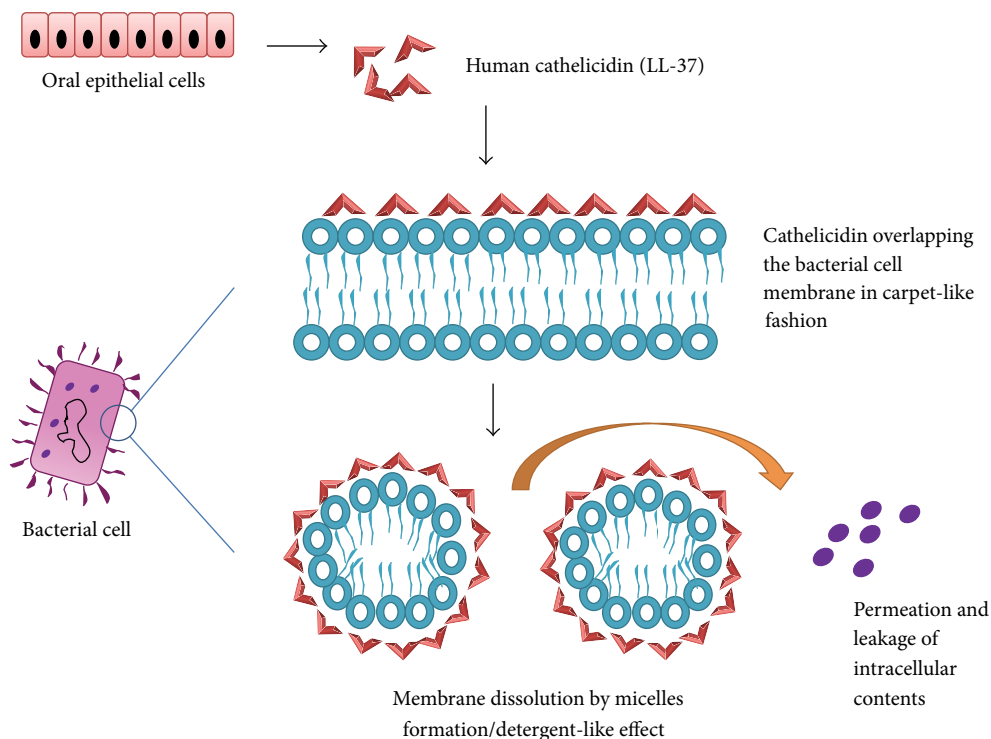 Oral epithelial cells
Human cathelicidin (LL-37)
Cathelicidin overlapping
the bacterial cell
membrane in carpet-like
fashion
Bacterial cell
Permeation and
leakage of
intracellular
contents
Membrane dissolution by micelles
formation/detergent-like effect